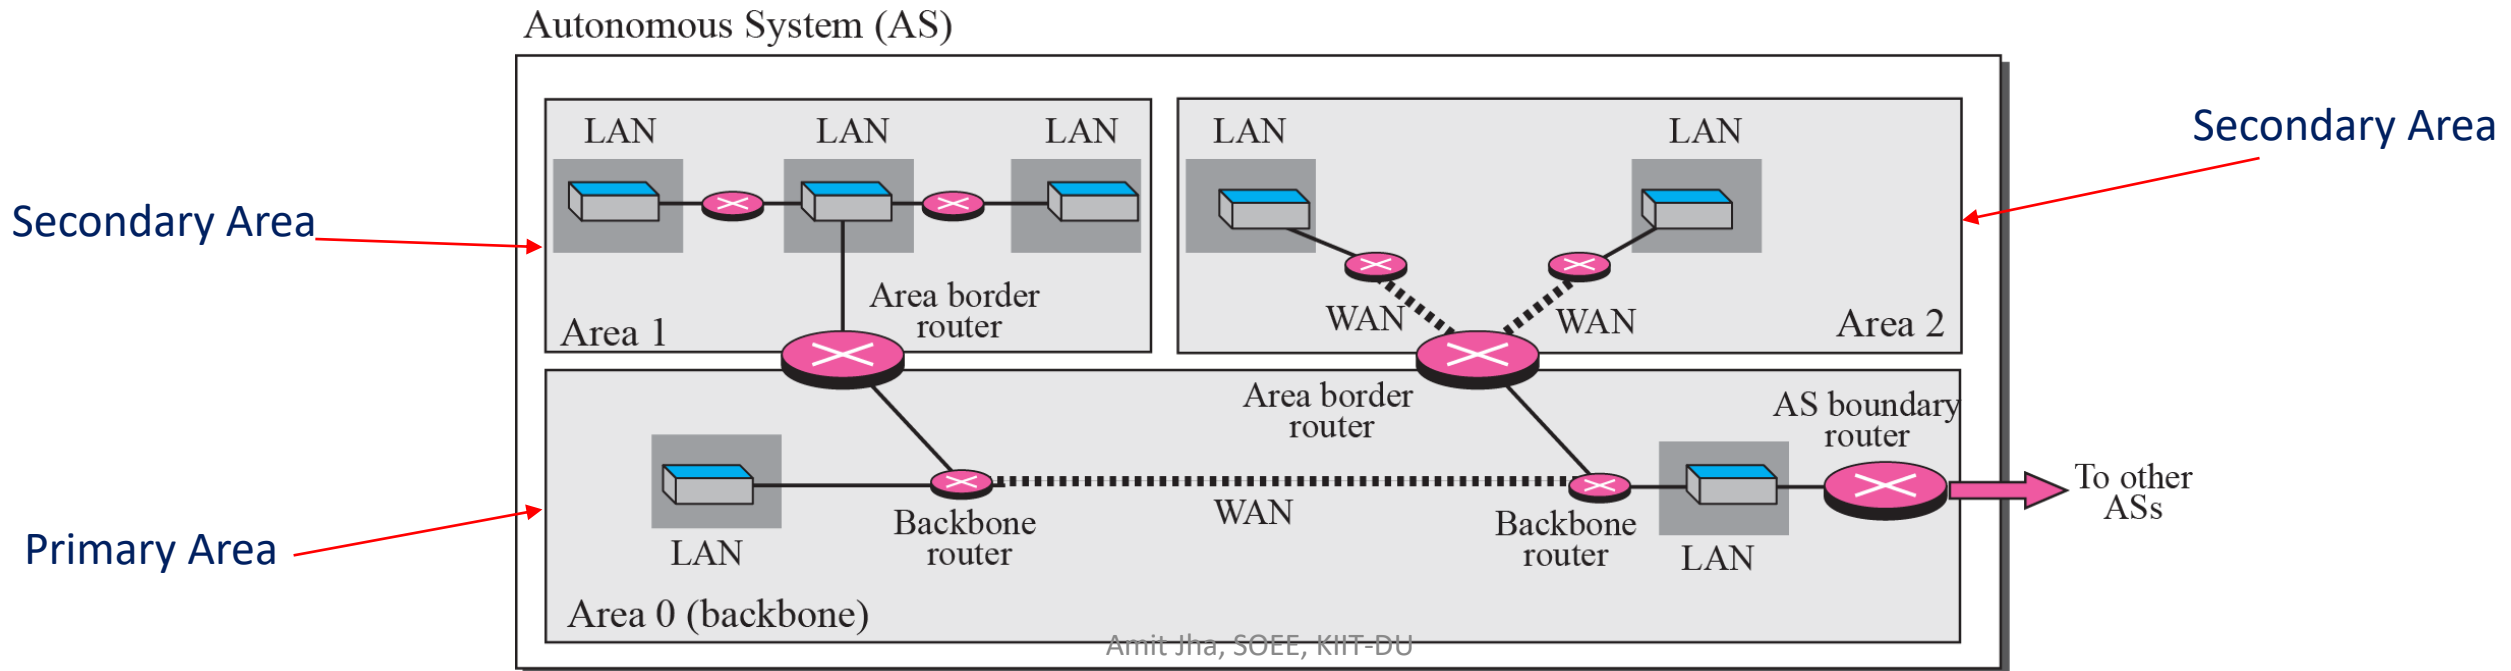 Autonomous System (AS)
LAN
LAN
LAN
LAN
LAN
Secondary Area
Secondary Area
Area border
router
Area 1
WAN
WAN
Area 2
Area border
router
AS boundary
router
To other
ASs
WAN
Backbone
router
Backbone
router
LAN
LAN
Primary Area
Area 0 (backbone)
Amit Jha, SOEE, KIIT-DU